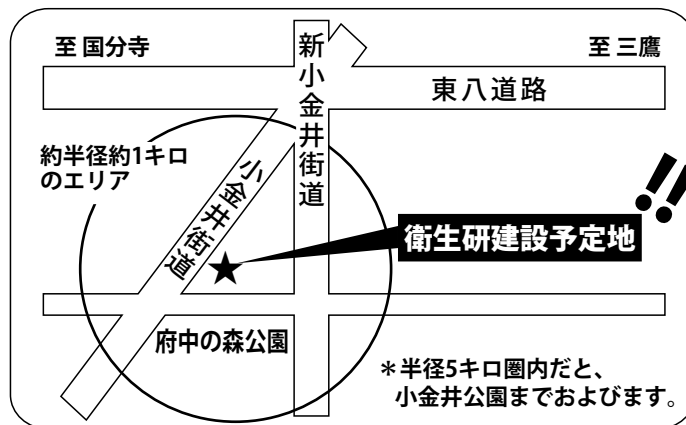 至 国分寺
至 三鷹
新小金井街道
東八道路
約半径約1キロ
のエリア
小金井街道
衛生研建設予定地
!!
★
府中の森公園
＊半径5キロ圏内だと、
小金井公園までおよびます。